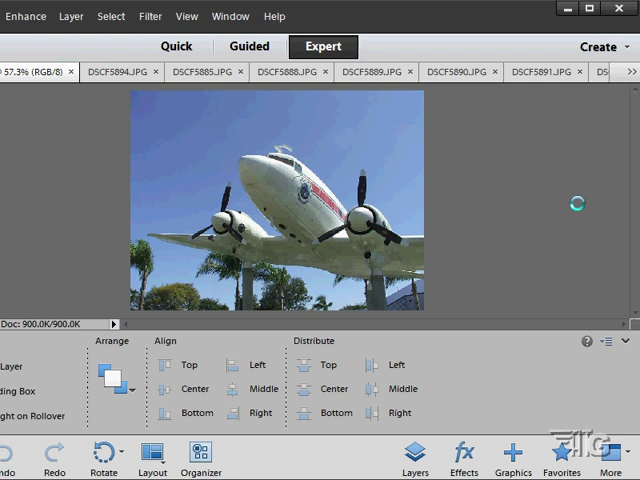 Enhance Layer Select Filter View Window Help
Quick Guided Expert Create
57.3% (RGB/8) × DSCF5894.JPG × DSCF5885.JPG × DSCF5888.JPG × DSCF5889.JPG × DSCF5890.JPG × DSCF5891.JPG × DS >>
Doc: 900.0K/900.0K
Arrange Align Distribute
Layer Top Left Top Left
ding Box Center Middle Center Middle
ght on Rollover Bottom Right Bottom Right
ndo Redo Rotate Layout Organizer Layers Effects Graphics Favorites More